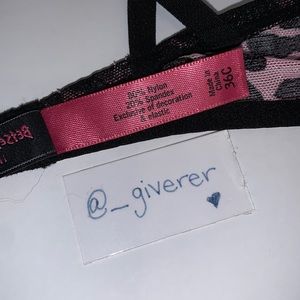 80% Nylon
20% Spandex
Exclusive of decoration
& elastic
Made in
China
36C
@_giverer